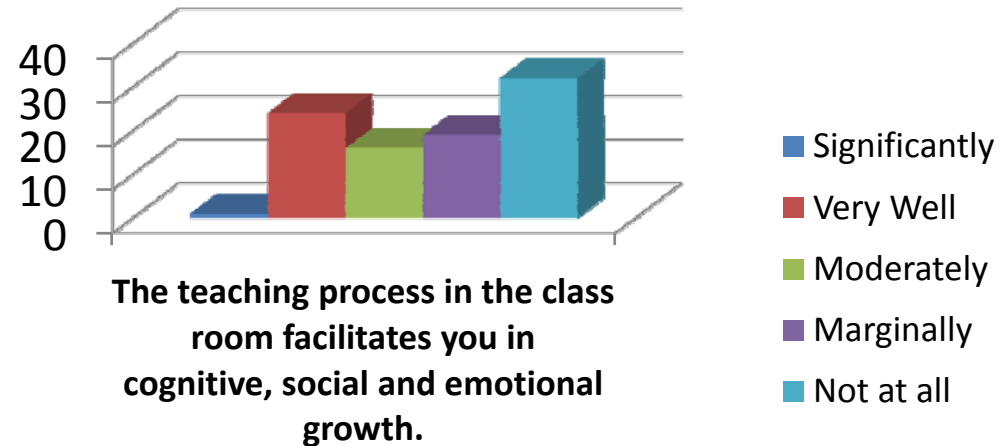 40
30
20
10
0
The teaching process in the class
room facilitates you in
cognitive, social and emotional
growth.
Significantly
Very Well
Moderately
Marginally
Not at all